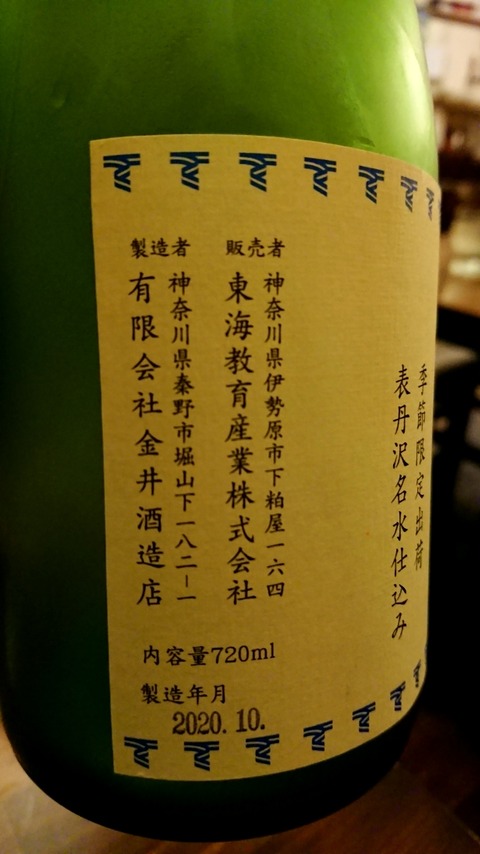 季節限定出荷
表丹沢名水仕込み
販売者
神奈川県伊勢原市下粕屋一六四
東海教育産業株式会社
製造者
神奈川県秦野市堀山下一八二－一
有限会社金井酒造店
内容量720ml
製造年月
2020.10.